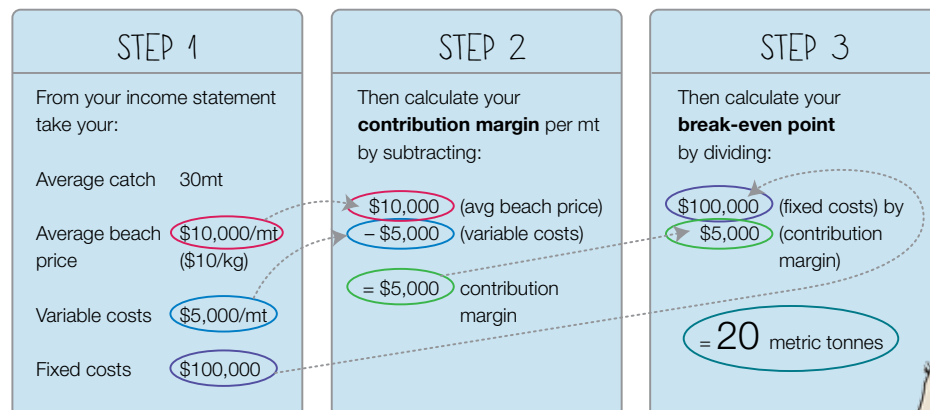 STEP 1
From your income statement
take your:
Average catch 30mt
Average beach $10,000/mt
price ($10/kg)
Variable costs $5,000/mt
Fixed costs $100,000
STEP 2
Then calculate your
contribution margin per mt
by subtracting:
$10,000 (avg beach price)
– $5,000 (variable costs)
= $5,000 contribution
margin
STEP 3
Then calculate your
break-even point
by dividing:
$100,000 (fixed costs) by
$5,000 (contribution
margin)
= 20 metric tonnes